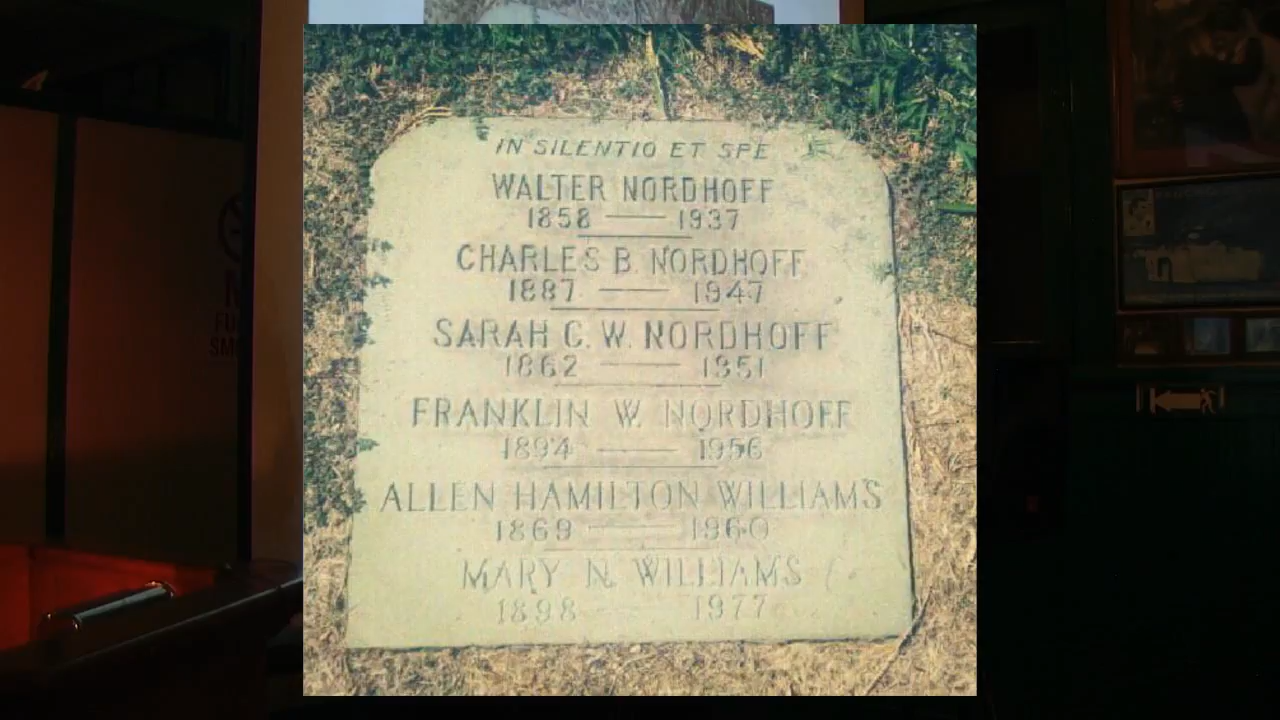 IN SILENTIO ET SPE
WALTER NORDHOFF
1858 — 1937
CHARLES B. NORDHOFF
1887 — 1947
SARAH C. W. NORDHOFF
1862 — 1951
FRANKLIN W. NORDHOFF
1894 — 1956
ALLEN HAMILTON WILLIAMS
1869 — 1960
MARY N. WILLIAMS
1898 — 1977